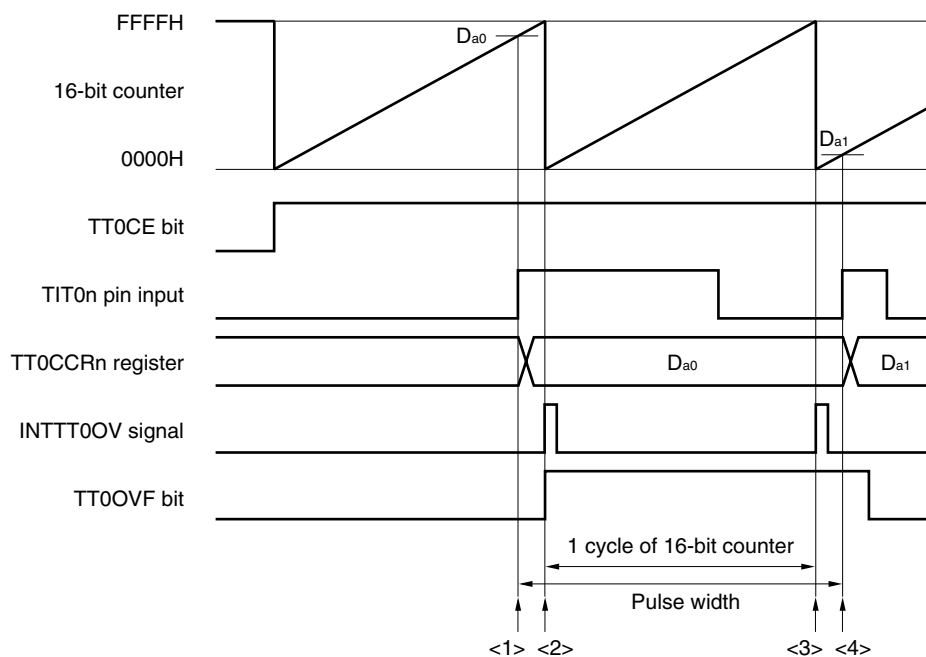 FFFFH
Da0
16-bit counter
0000H
Da1
TT0CE bit
TIT0n pin input
TT0CCRn register
Da0
Da1
INTTT0OV signal
TT0OVF bit
1 cycle of 16-bit counter
Pulse width
<1> <2> <3> <4>